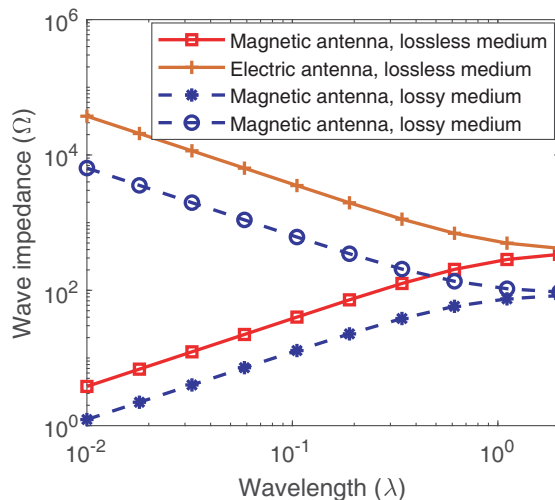 10^6
Magnetic antenna, lossless medium
Electric antenna, lossless medium
Magnetic antenna, lossy medium
Magnetic antenna, lossy medium
10^4
10^2
10^0
Wave impedance (Ω)
10^-2
10^-1
10^0
Wavelength (λ)